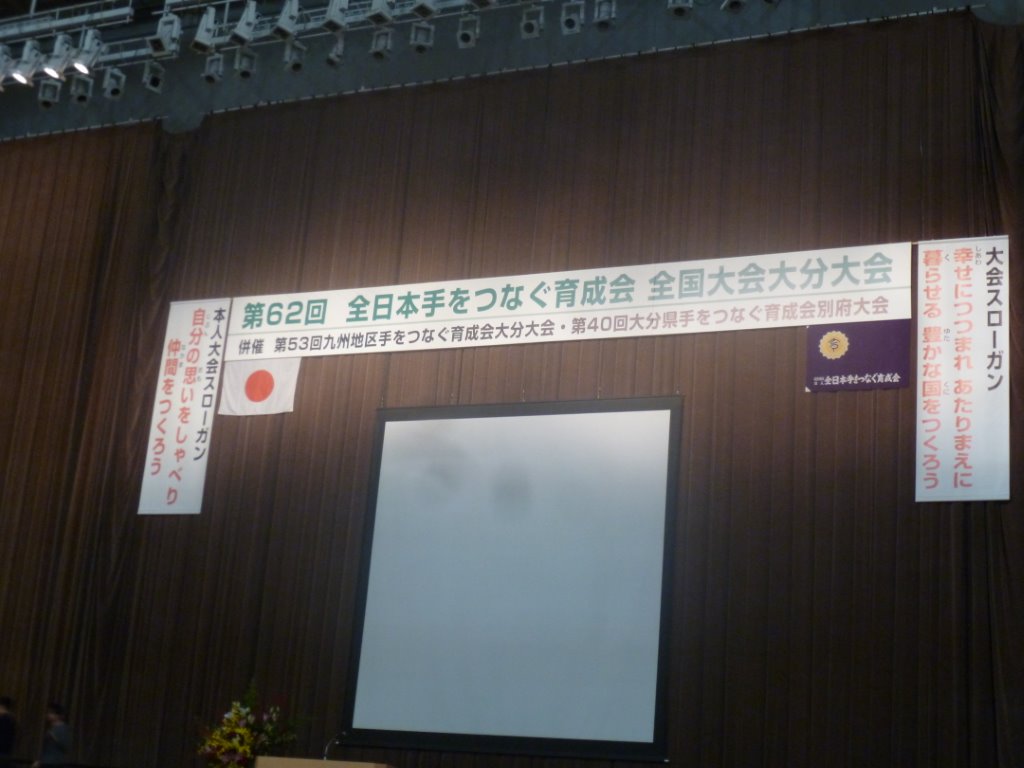 第62回 全日本手をつなぐ育成会 全国大会大分大会
併催 第53回九州地区手をつなぐ育成会大分大会・第40回大分県手をつなぐ育成会別府大会
本人大会スローガン
自分の思いをしゃべり
仲間をつくろう
全日本手をつなぐ育成会
大会スローガン
幸せにつつまれ あたりまえに
暮らせる 豊かな国をつくろう